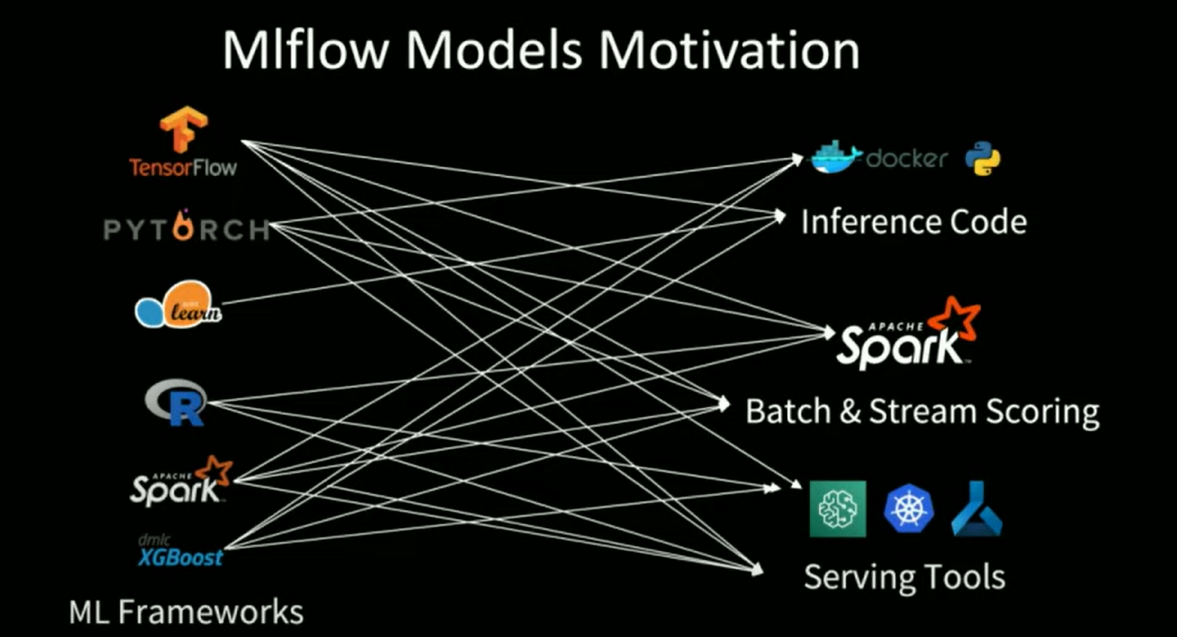 Mlflow Models Motivation
TensorFlow
PYTORCH
learn
R
APACHE
Spark
dmlc
XGBoost
ML Frameworks
docker
Inference Code
APACHE
Spark
Batch & Stream Scoring
Serving Tools